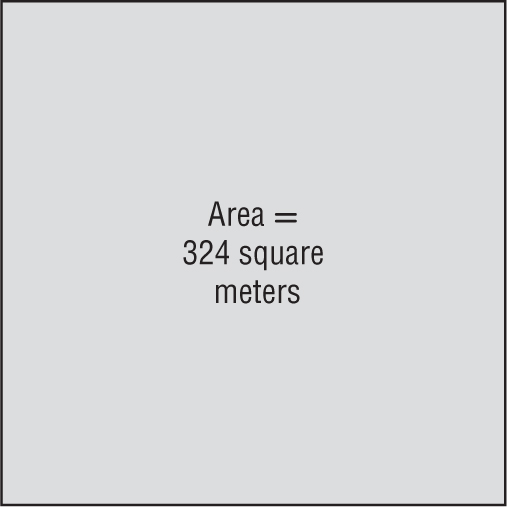 Area =
324 square
meters